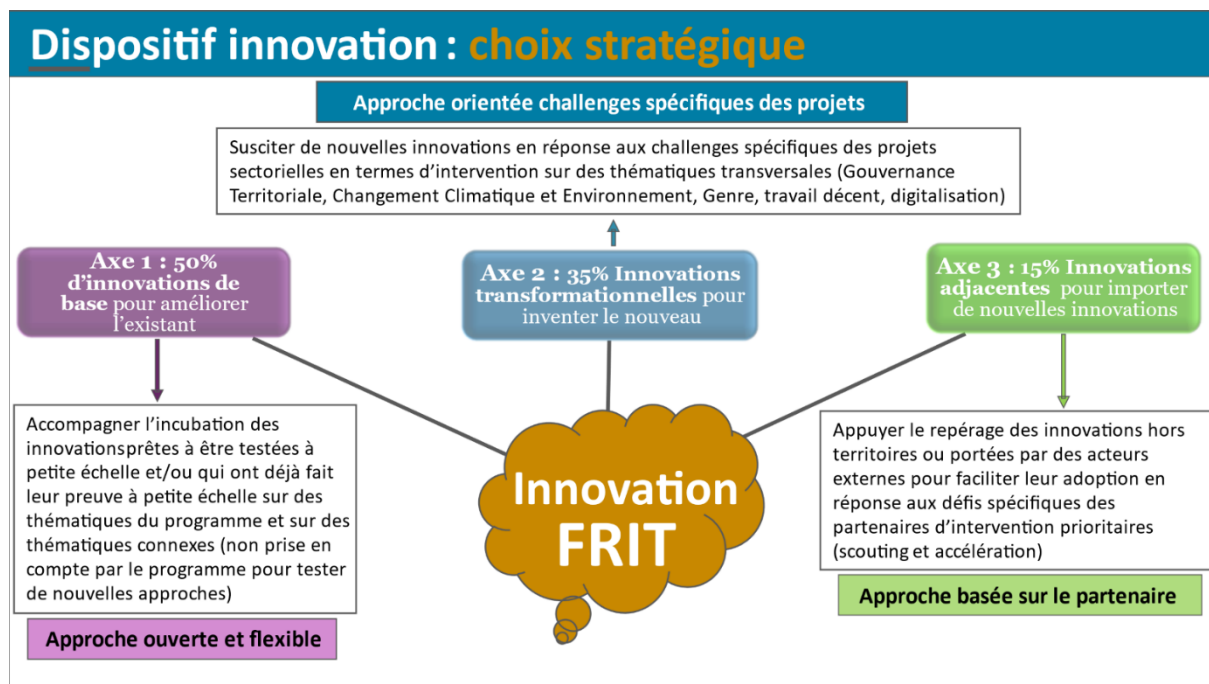 Dispositif innovation : choix stratégique
Approche orientée challenges spécifiques des projets
Susciter de nouvelles innovations en réponse aux challenges spécifiques des projets
sectorielles en termes d'intervention sur des thématiques transversales (Gouvernance
Territoriale, Changement Climatique et Environnement, Genre, travail décent, digitalisation)
Axe 1 : 50%
d'innovations de
base pour améliorer
l'existant
Axe 2 : 35% Innovations
transformationnelles pour
inventer le nouveau
Axe 3 : 15% Innovations
adjacentes pour importer
de nouvelles innovations
Accompagner l'incubation des
innovationsprêtes à être testées à
petite échelle et/ou qui ont déjà fait
leur preuve à petite échelle sur des
thématiques du programme et sur des
thématiques connexes (non prise en
compte par le programme pour tester
de nouvelles approches)
Approche ouverte et flexible
Innovation
FRIT
Appuyer le repérage des innovations hors
territoires ou portées par des acteurs
externes pour faciliter leur adoption en
réponse aux défis spécifiques des
partenaires d'intervention prioritaires
(scouting et accélération)
Approche basée sur le partenaire